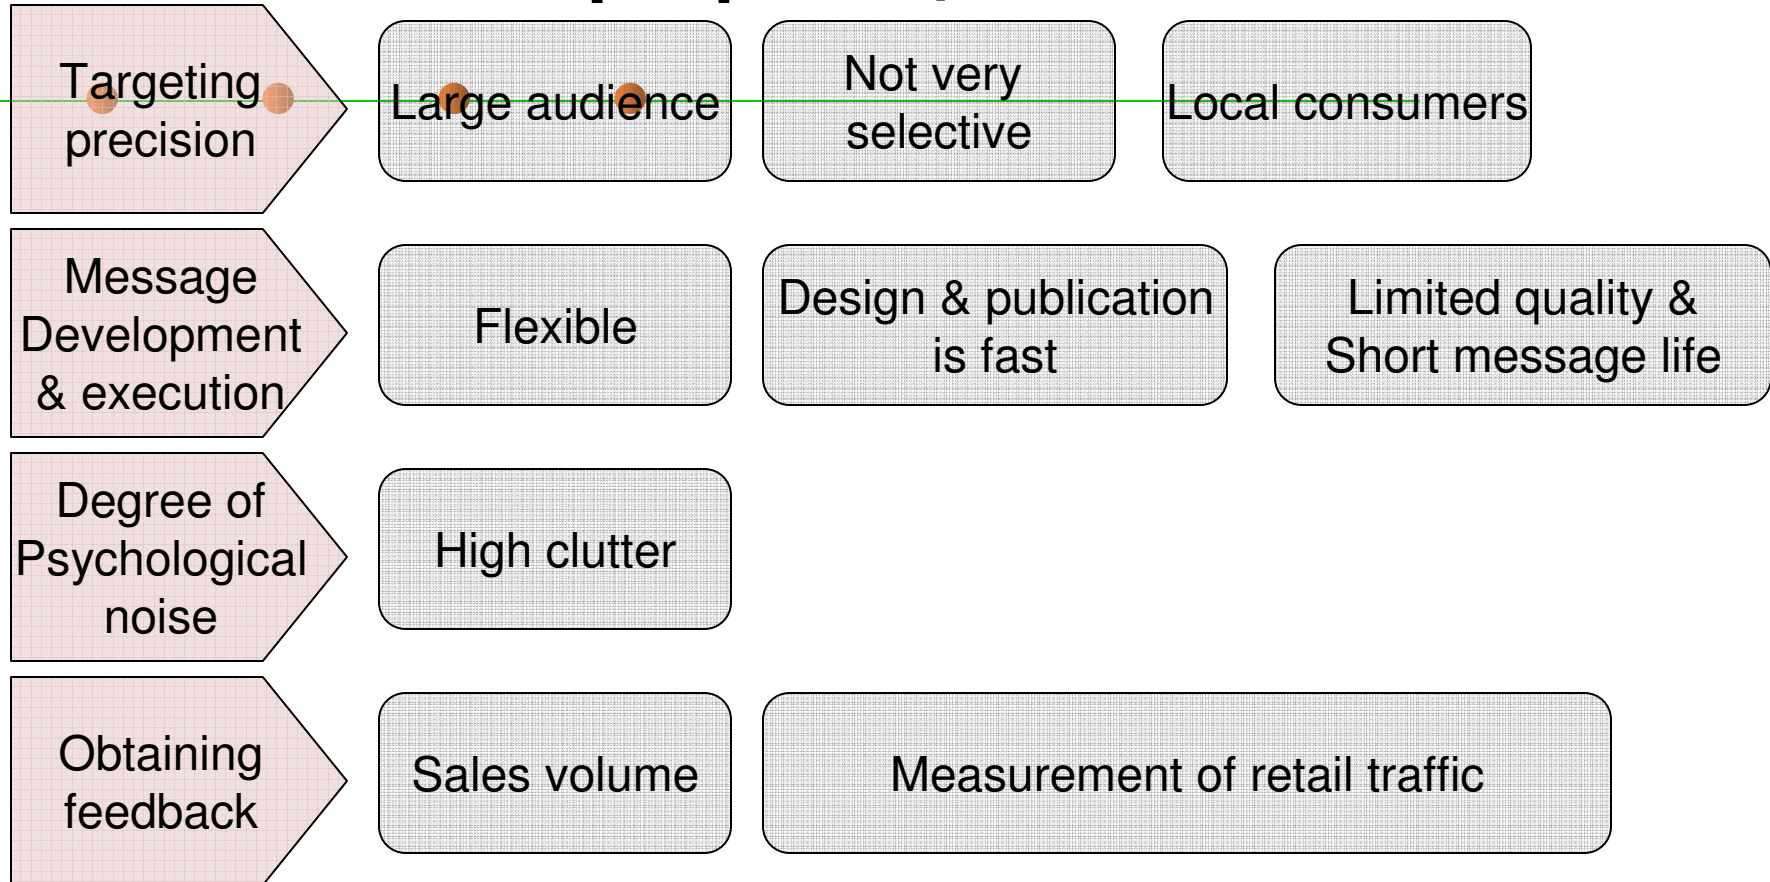 Targeting
precision
Large audience
Not very
selective
Local consumers
Message
Development
& execution
Flexible
Design & publication
is fast
Limited quality &
Short message life
Degree of
Psychological
noise
High clutter
Obtaining
feedback
Sales volume
Measurement of retail traffic